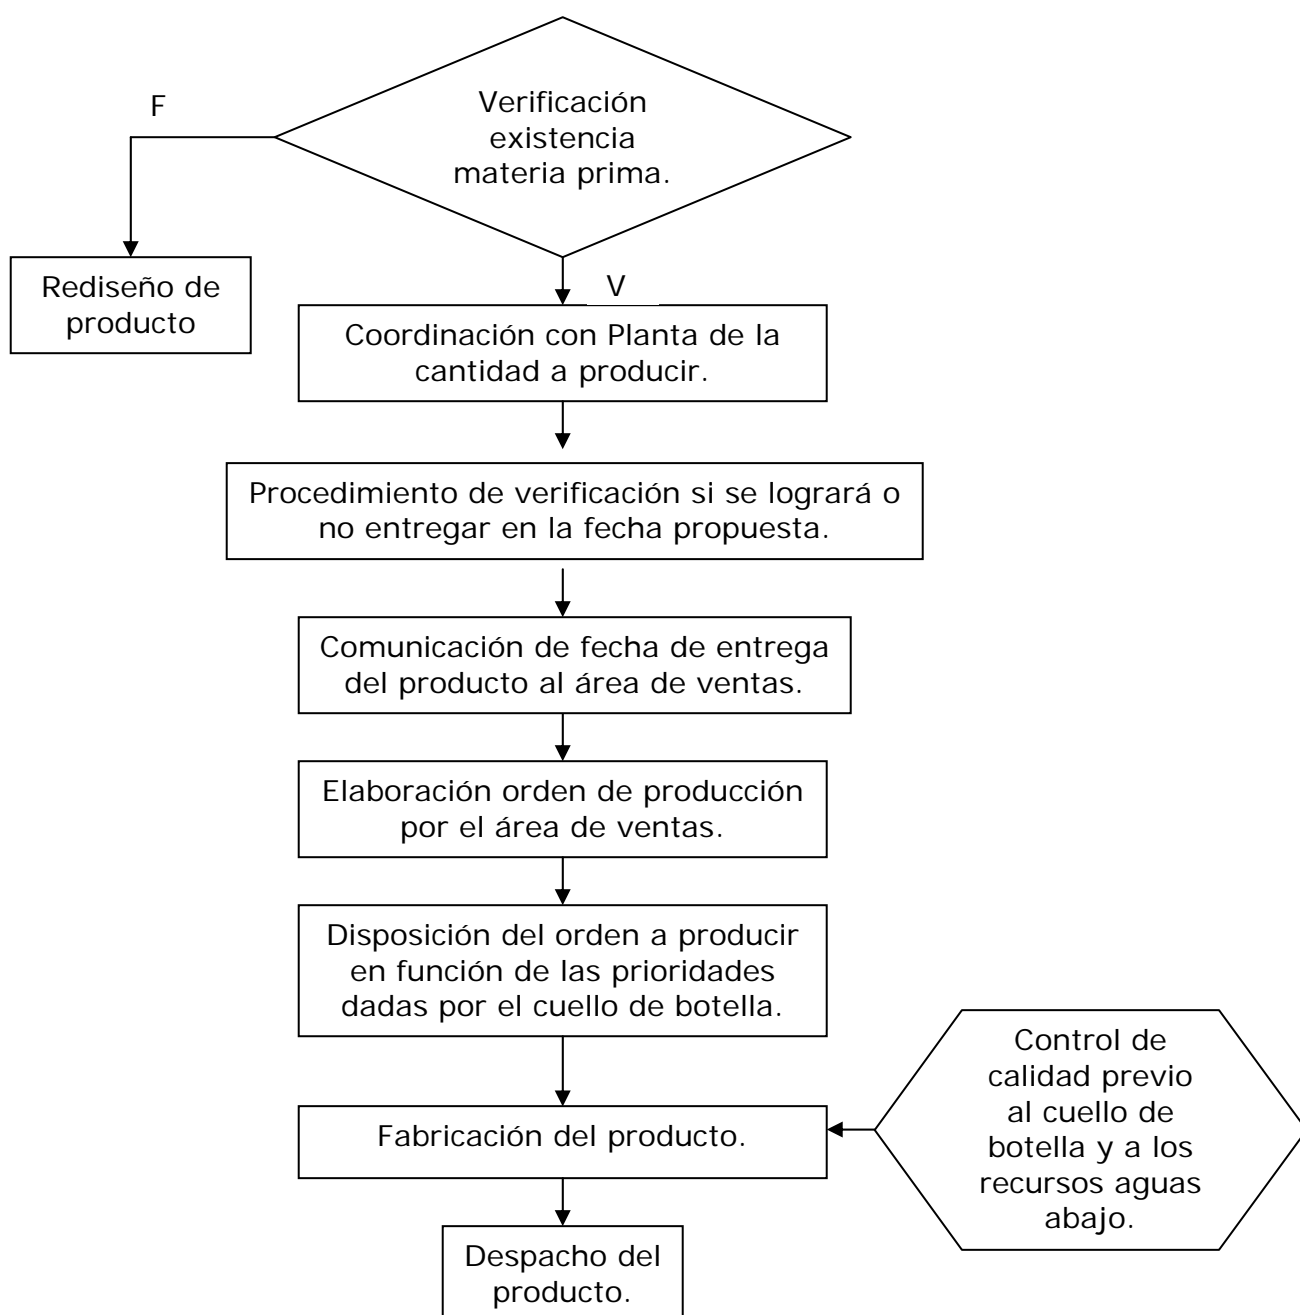 F
Verificación
existencia
materia prima.
Rediseño de
producto
V
Coordinación con Planta de la
cantidad a producir.
Procedimiento de verificación si se logrará o
no entregar en la fecha propuesta.
Comunicación de fecha de entrega
del producto al área de ventas.
Elaboración orden de producción
por el área de ventas.
Disposición del orden a producir
en función de las prioridades
dadas por el cuello de botella.
Control de
calidad previo
al cuello de
botella y a los
recursos aguas
abajo.
Fabricación del producto.
Despacho del
producto.